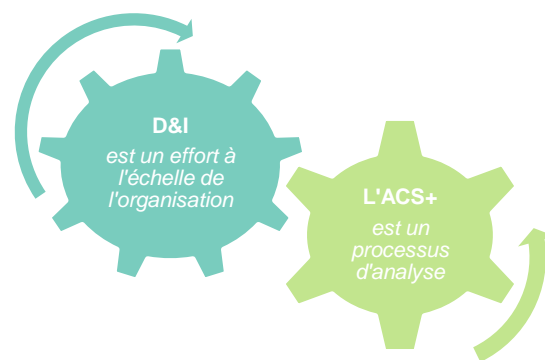 D&I
est un effort à
l'échelle de
l'organisation
L'ACS+
est un
processus
d'analyse